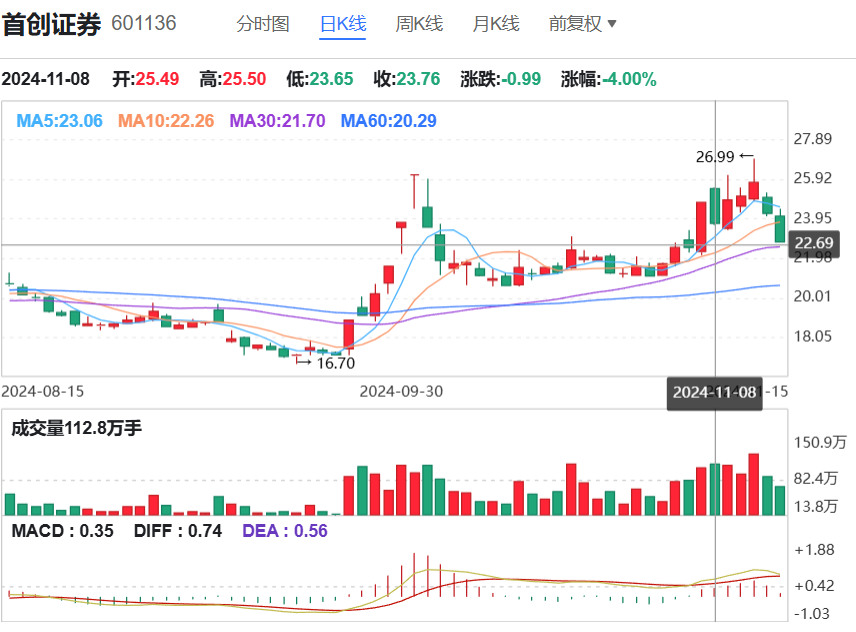 首创证券 601136 分时图 日K线 周K线 月K线 前复权▼
2024-11-08 开:25.49 高:25.50 低:23.65 收:23.76 涨跌:-0.99 涨幅:-4.00%
MA5:23.06 MA10:22.26 MA30:21.70 MA60:20.29
27.89
26.99←
25.92
23.95
22.69
21.98
20.01
18.05
→16.70
2024-08-15 2024-09-30 2024-11-08 1-15
成交量112.8万手
150.9万
82.4万
13.8万
MACD : 0.35 DIFF : 0.74 DEA : 0.56
+1.88
+0.42
-1.03